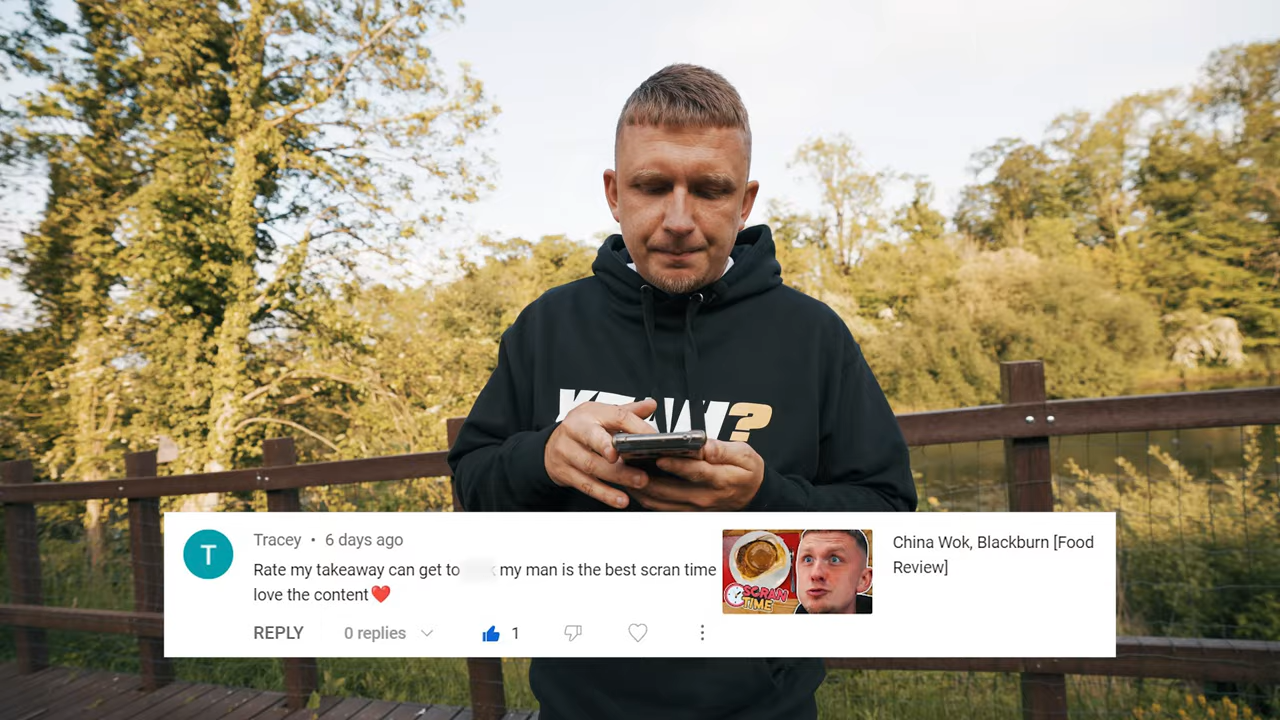 T
Tracey • 6 days ago
Rate my takeaway can get to my man is the best scran time
love the content❤️
REPLY
0 replies
1
SCRAN
TIME
China Wok, Blackburn [Food
Review]